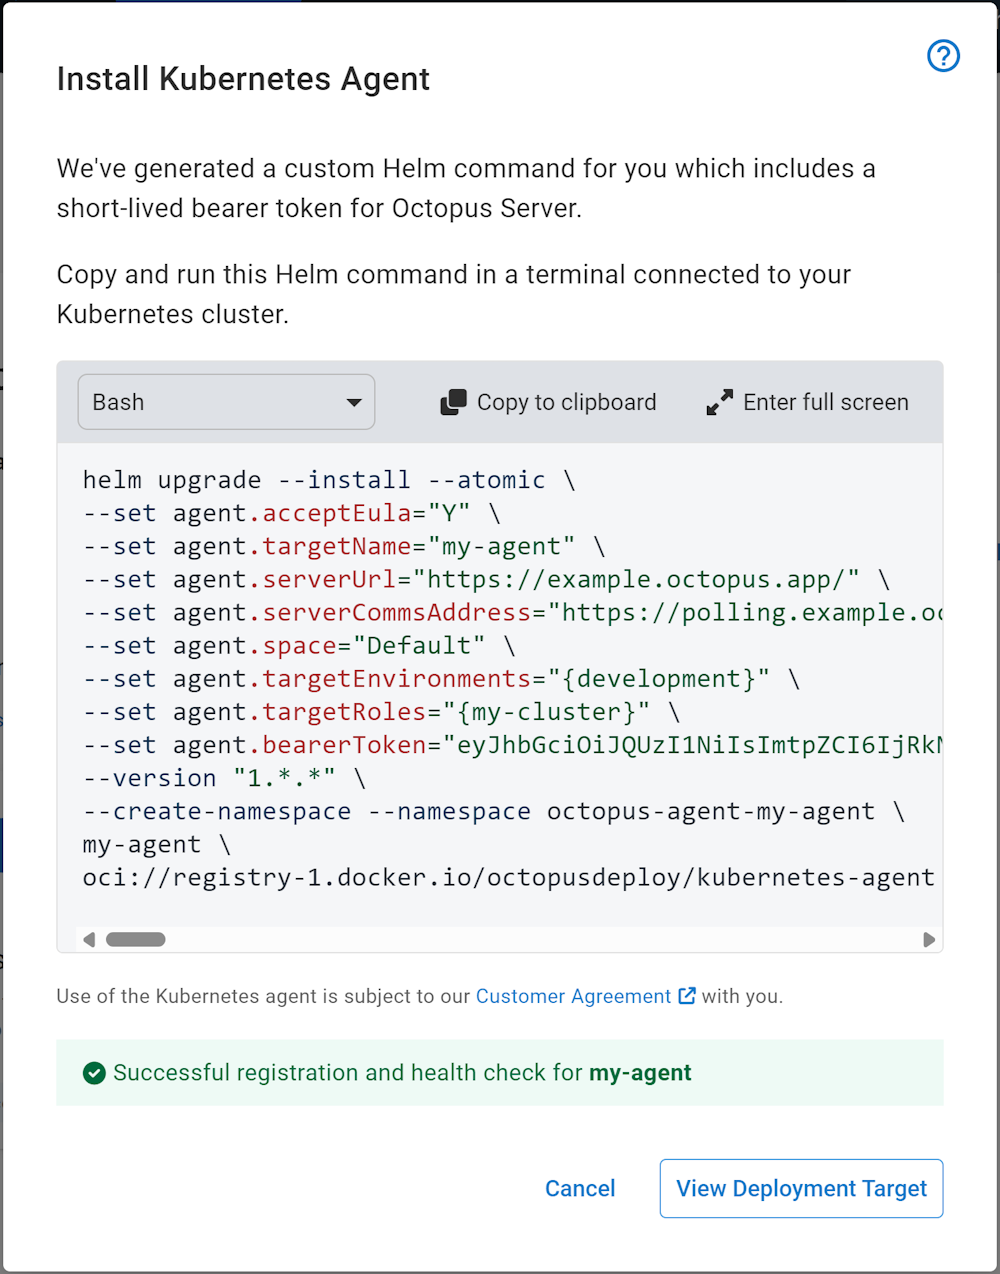 Install Kubernetes Agent
We've generated a custom Helm command for you which includes a
short-lived bearer token for Octopus Server.
Copy and run this Helm command in a terminal connected to your
Kubernetes cluster.
Bash
Copy to clipboard
Enter full screen
helm upgrade --install --atomic \
--set agent.acceptEula="Y" \
--set agent.targetName="my-agent" \
--set agent.serverUrl="https://example.octopus.app/" \
--set agent.serverCommsAddress="https://polling.example.oc
--set agent.space="Default" \
--set agent.targetEnvironments="{development}" \
--set agent.targetRoles="{my-cluster}" \
--set agent.bearerToken="eyJhbGciOiJQUzI1NiIsImtpZCI6IjRk
--version "1.*.*" \
--create-namespace --namespace octopus-agent-my-agent \
my-agent \
oci://registry-1.docker.io/octopusdeploy/kubernetes-agent
Use of the Kubernetes agent is subject to our Customer Agreement with you.
Successful registration and health check for my-agent
Cancel
View Deployment Target